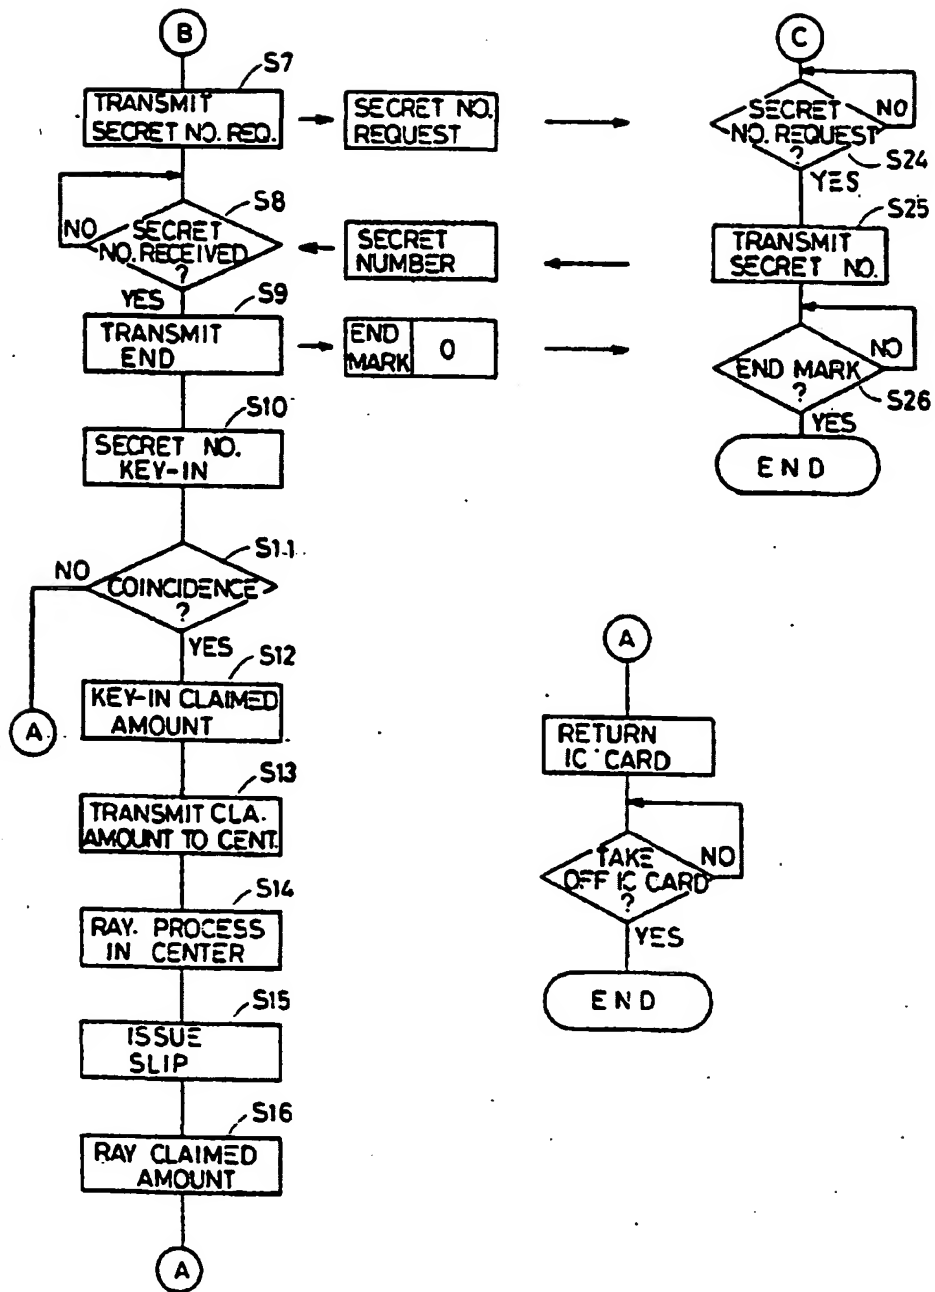 B
S7
TRANSMIT
SECRET NO. REQ.
SECRET NO.
REQUEST
S8
NO
SECRET
NO. RECEIVED
?
YES
SECRET
NUMBER
S9
TRANSMIT
END
END
MARK
0
S10
SECRET NO.
KEY-IN
S11
NO
COINCIDENCE
?
YES
A
S12
KEY-IN CLAIMED
AMOUNT
S13
TRANSMIT CLA.
AMOUNT TO CENT.
S14
RAY. PROCESS
IN CENTER
S15
ISSUE
SLIP
S16
RAY CLAIMED
AMOUNT
A
C
SECRET
NO. REQUEST
?
NO
S24
YES
S25
TRANSMIT
SECRET NO.
END MARK
?
NO
S26
YES
END
A
RETURN
IC CARD
TAKE
OFF IC CARD
?
NO
YES
END